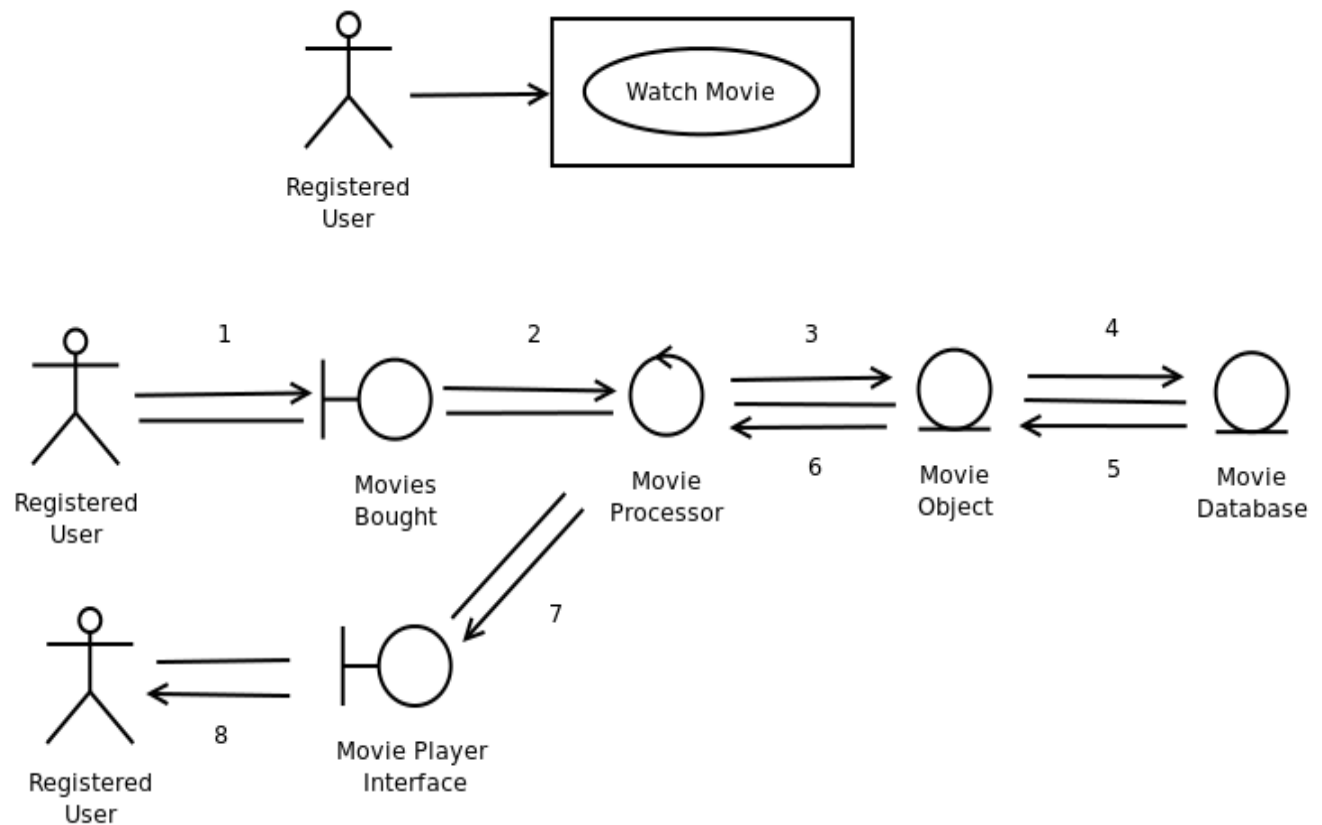 Watch Movie
Registered
User
1
2
3
4
6
5
Registered
User
Movies
Bought
Movie
Processor
Movie
Object
Movie
Database
7
8
Registered
User
Movie Player
Interface